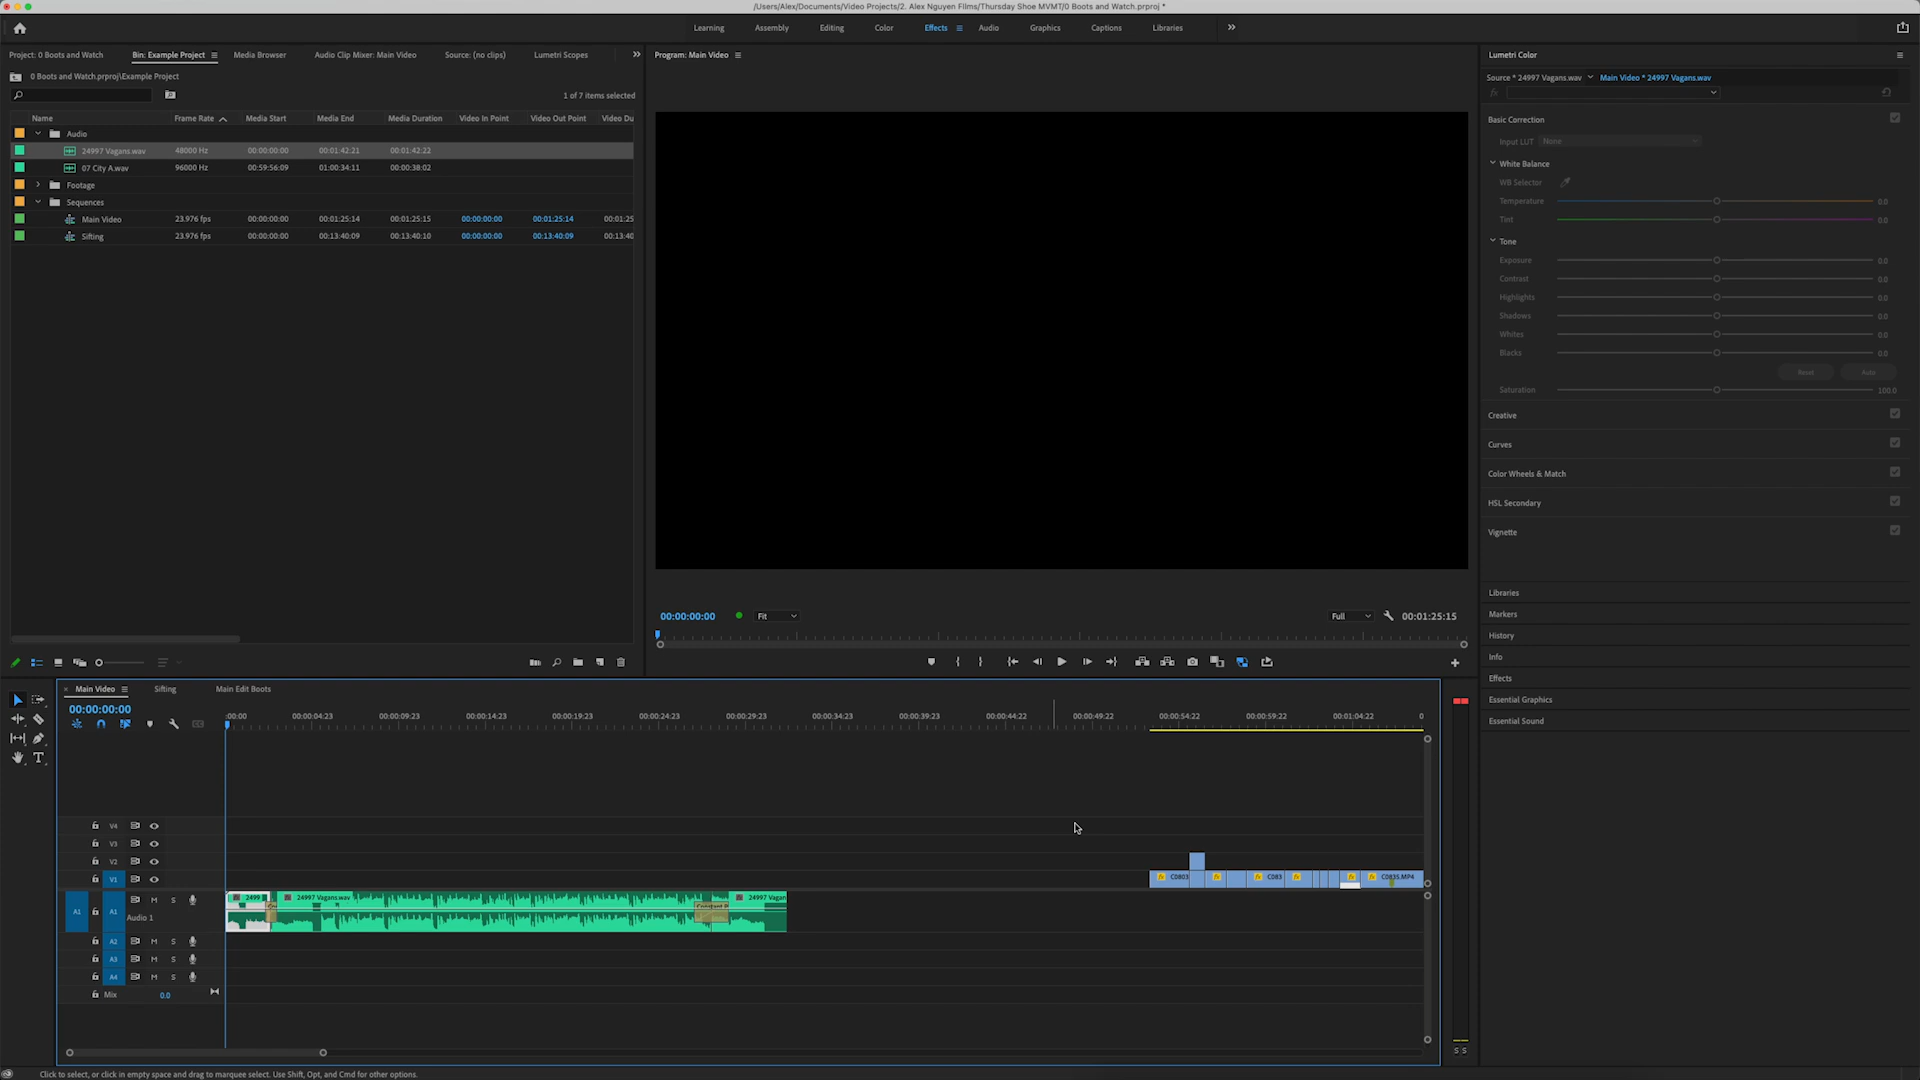 /Users/Alex/Documents/Video Projects/2. Alex Nguyen Films/Thursday Shoe MVMT/0 Boots and Watch.prproj *
Learning Assembly Editing Color Effects Audio Graphics Captions Libraries
Project: 0 Boots and Watch Bin: Example Project Media Browser Audio Clip Mixer: Main Video Source: (no clips) Lumetri Scopes
Program: Main Video
Lumetri Color
0 Boots and Watch.prproj\Example Project
Source * 24997 Vagans.wav Main Video * 24997 Vagans.wav
fx
1 of 7 items selected
Name Frame Rate Media Start Media End Media Duration Video In Point Video Out Point Video Du
Basic Correction
Audio
Input LUT None
24997 Vagans.wav 48000 Hz 00:00:00:00 00:01:42:21 00:01:42:22
White Balance
07 City A.wav 96000 Hz 00:59:56:09 01:00:34:11 00:00:38:02
WB Selector
Footage
Sequences
Temperature 0.0
Main Video 23.976 fps 00:00:00:00 00:01:25:14 00:01:25:15 00:00:00:00 00:01:25:14 00:01:25
Tint 0.0
Sifting 23.976 fps 00:00:00:00 00:13:40:09 00:13:40:10 00:00:00:00 00:13:40:09 00:13:40
Tone
Exposure 0.0
Contrast 0.0
Highlights 0.0
Shadows 0.0
Whites 0.0
Blacks 0.0
Reset Auto
Saturation 100.0
Creative
Curves
Color Wheels & Match
HSL Secondary
Vignette
Libraries
Markers
History
Info
Effects
Essential Graphics
Essential Sound
00:00:00:00 Fit Full 00:01:25:15
Main Video Sifting Main Edit Boots
00:00:00:00
:00:00 00:00:04:23 00:00:09:23 00:00:14:23 00:00:19:23 00:00:24:23 00:00:29:23 00:00:34:23 00:00:39:23 00:00:44:22 00:00:49:22 00:00:54:22 00:00:59:22 00:01:04:22 0
V4
V3
V2
V1 fx C0803 fx fx C083 fx fx fx C0835.MP4
A1 A1 M S 2499 24997 Vagans.wav 24997 Vagan
Audio 1 Constant P
A2 M S
A3 M S
A4 M S
Mix 0.0
S S
Click to select, or click in empty space and drag to marquee select. Use Shift, Opt, and Cmd for other options.